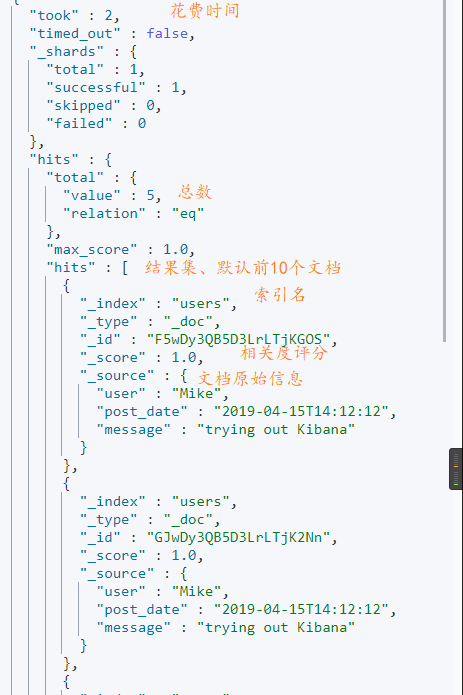 {
"took" : 2, 花费时间
"timed_out" : false,
"_shards" : {
"total" : 1,
"successful" : 1,
"skipped" : 0,
"failed" : 0
},
"hits" : {
"total" : {
"value" : 5, 总数
"relation" : "eq"
},
"max_score" : 1.0,
"hits" : [ 结果集、默认前10个文档
{
"_index" : "users", 索引名
"_type" : "_doc",
"_id" : "F5wDy3QB5D3LrLTjKGOS",
"_score" : 1.0, 相关度评分
"_source" : { 文档原始信息
"user" : "Mike",
"post_date" : "2019-04-15T14:12:12",
"message" : "trying out Kibana"
}
},
{
"_index" : "users",
"_type" : "_doc",
"_id" : "GJwDy3QB5D3LrLTjK2Nn",
"_score" : 1.0,
"_source" : {
"user" : "Mike",
"post_date" : "2019-04-15T14:12:12",
"message" : "trying out Kibana"
}
},
{